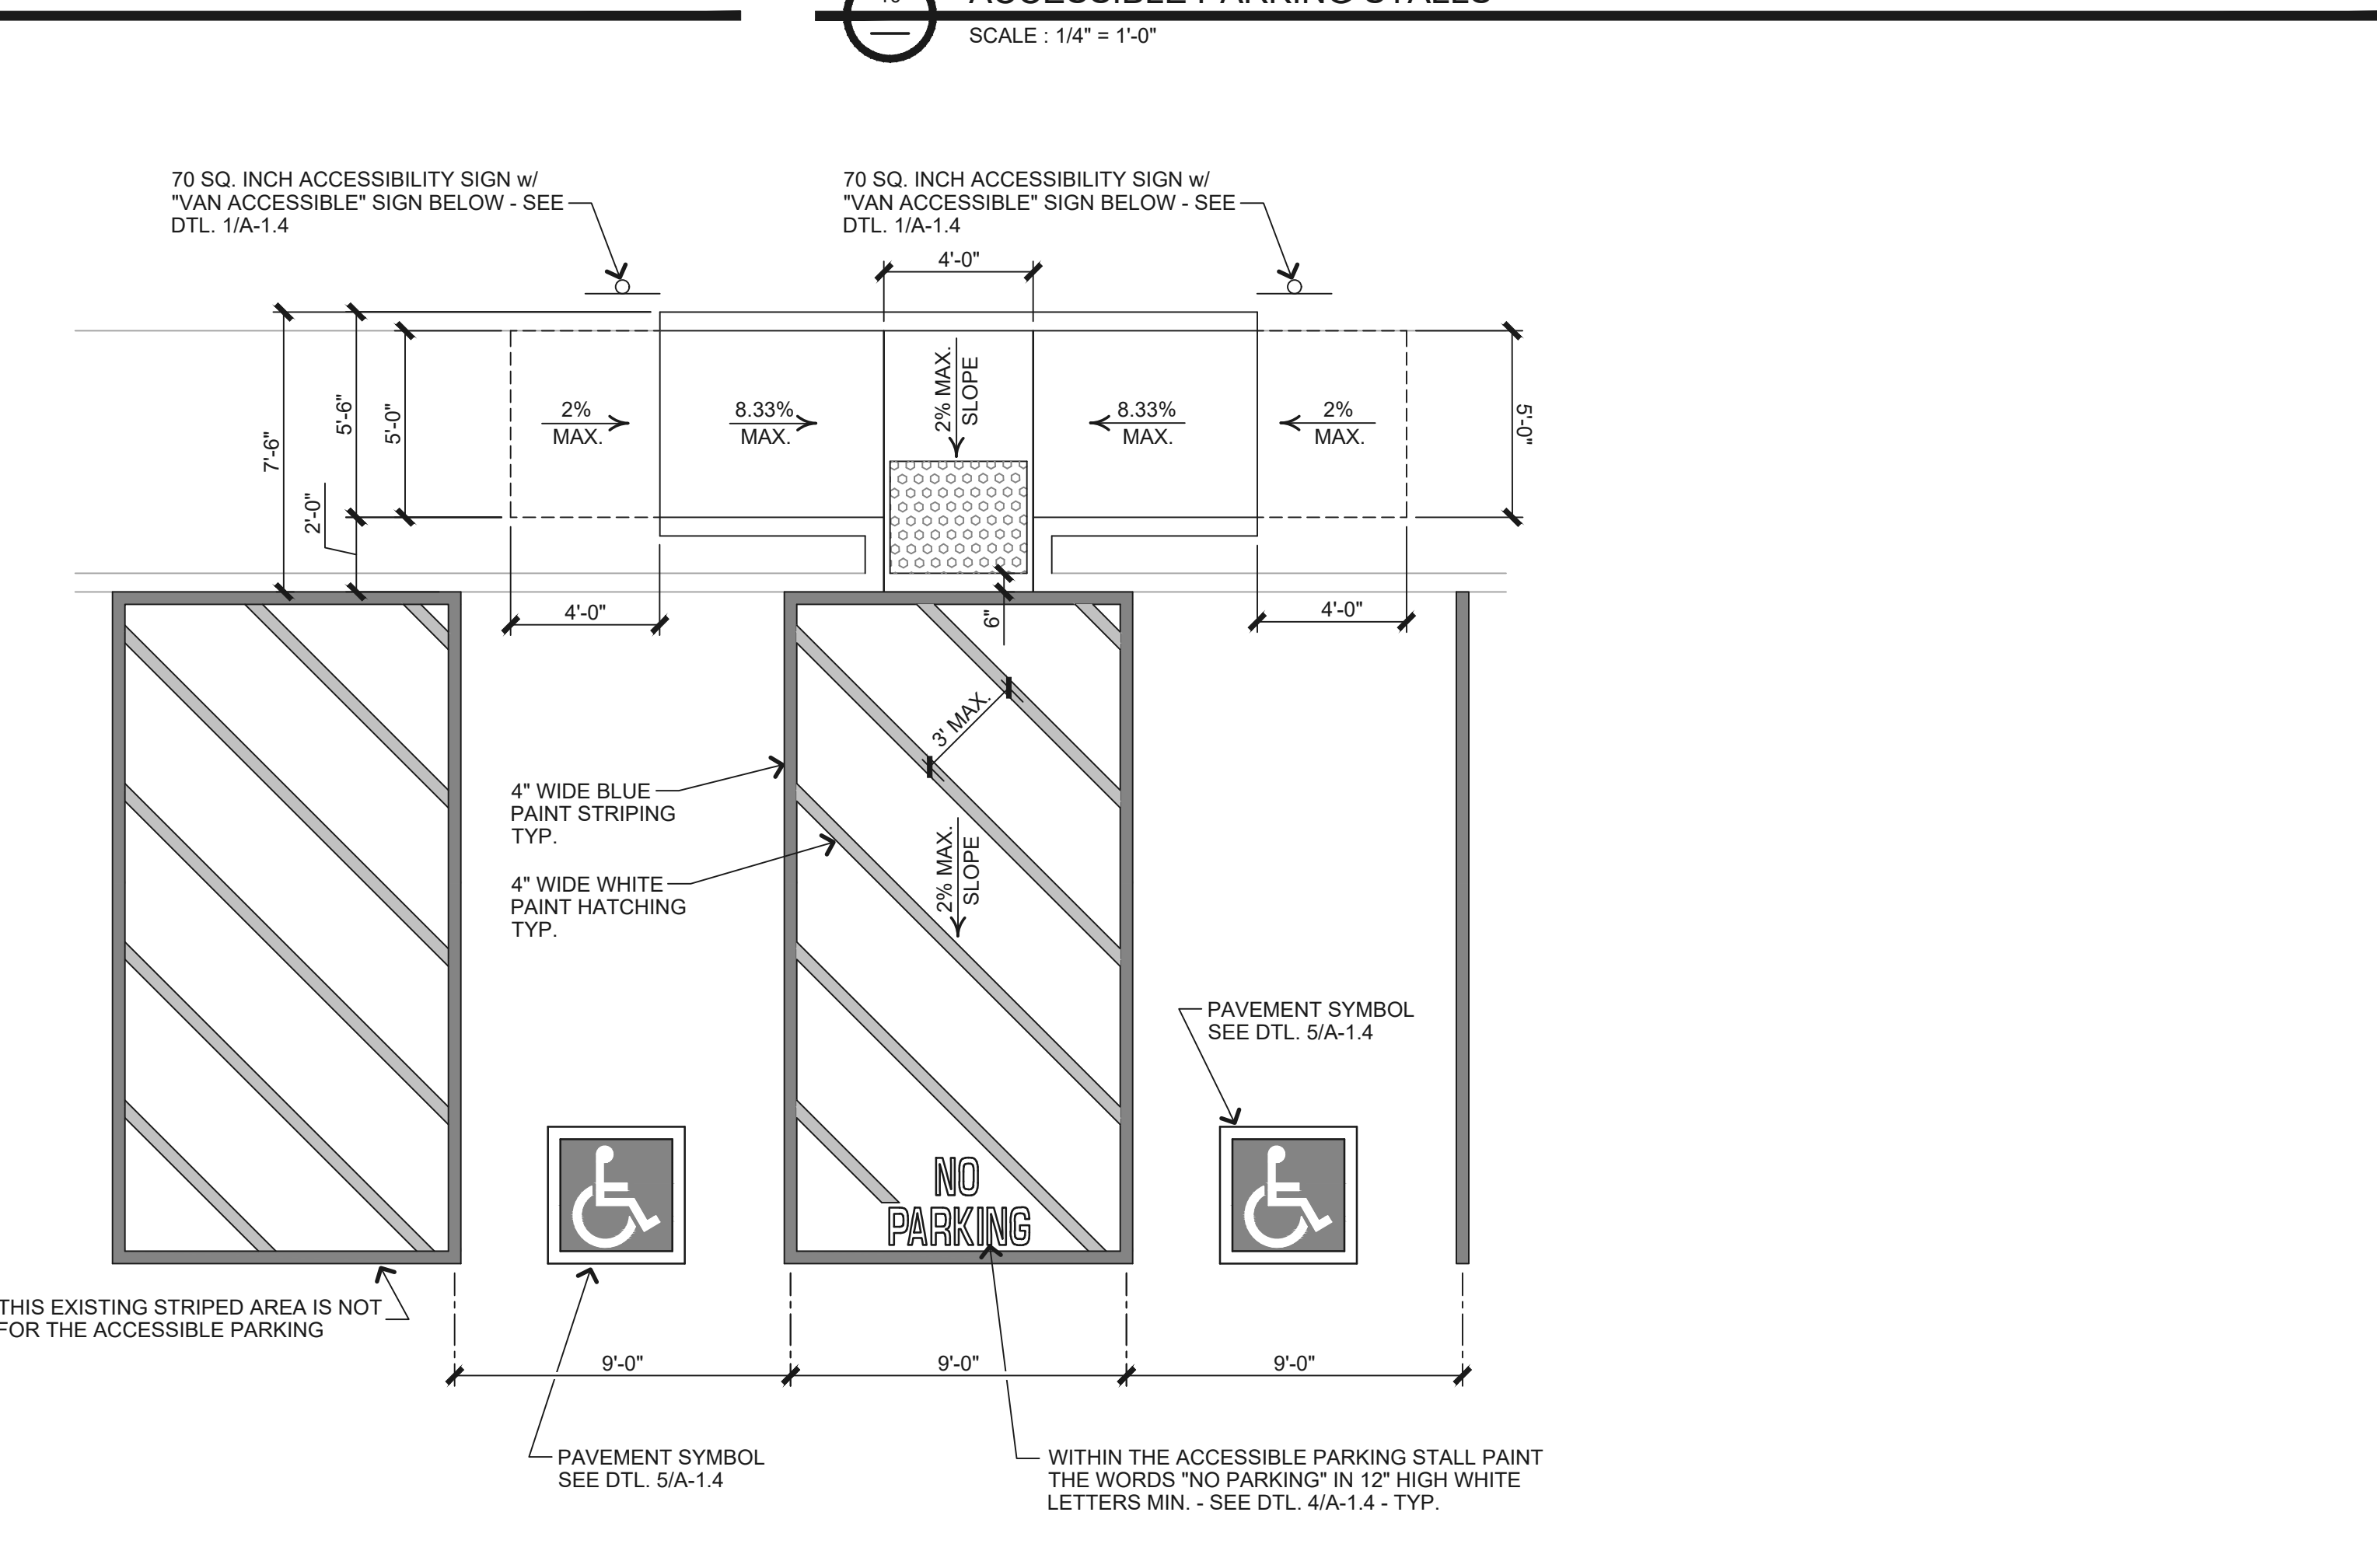 SCALE : 1/4" = 1'-0"
70 SQ. INCH ACCESSIBILITY SIGN w/
"VAN ACCESSIBLE" SIGN BELOW - SEE
DTL. 1/A-1.4
70 SQ. INCH ACCESSIBILITY SIGN w/
"VAN ACCESSIBLE" SIGN BELOW - SEE
DTL. 1/A-1.4
4'-0"
7'-6"
5'-6"
5'-0"
2'-0"
2%
MAX.
8.33%
MAX.
2% MAX.
SLOPE
8.33%
MAX.
2%
MAX.
5'-0"
4'-0"
6"
4'-0"
3' MAX.
4" WIDE BLUE
PAINT STRIPING
TYP.
4" WIDE WHITE
PAINT HATCHING
TYP.
2% MAX.
SLOPE
PAVEMENT SYMBOL
SEE DTL. 5/A-1.4
NO
PARKING
THIS EXISTING STRIPED AREA IS NOT
FOR THE ACCESSIBLE PARKING
9'-0"
9'-0"
9'-0"
PAVEMENT SYMBOL
SEE DTL. 5/A-1.4
WITHIN THE ACCESSIBLE PARKING STALL PAINT
THE WORDS "NO PARKING" IN 12" HIGH WHITE
LETTERS MIN. - SEE DTL. 4/A-1.4 - TYP.